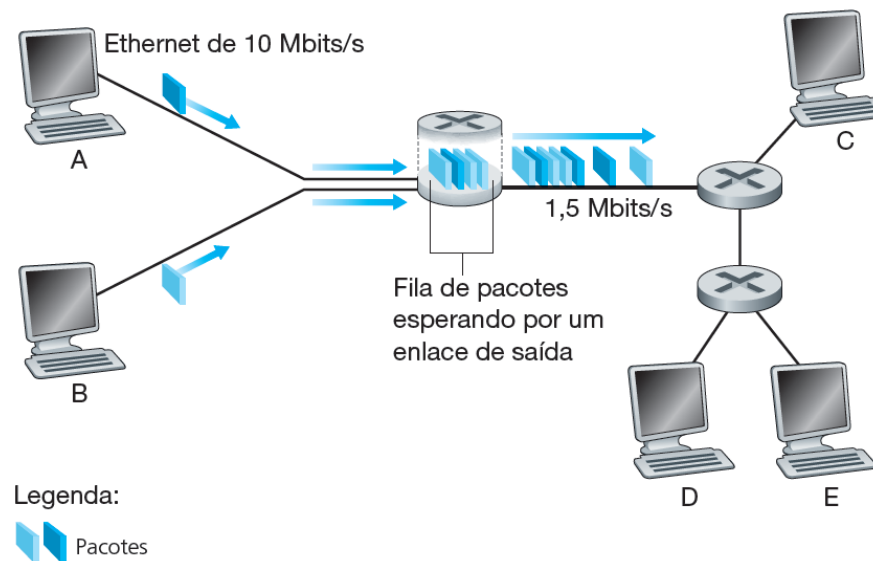 Ethernet de 10 Mbits/s
A
C
1,5 Mbits/s
Fila de pacotes
esperando por um
enlace de saída
B
D
E
Legenda:
Pacotes